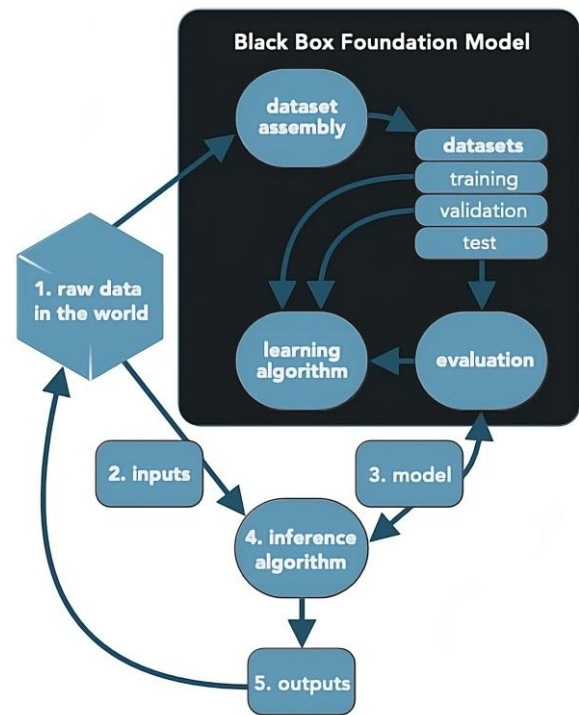 Black Box Foundation Model
dataset
assembly
datasets
training
validation
test
1. raw data
in the world
learning
algorithm
evaluation
2. inputs
3. model
4. inference
algorithm
5. outputs